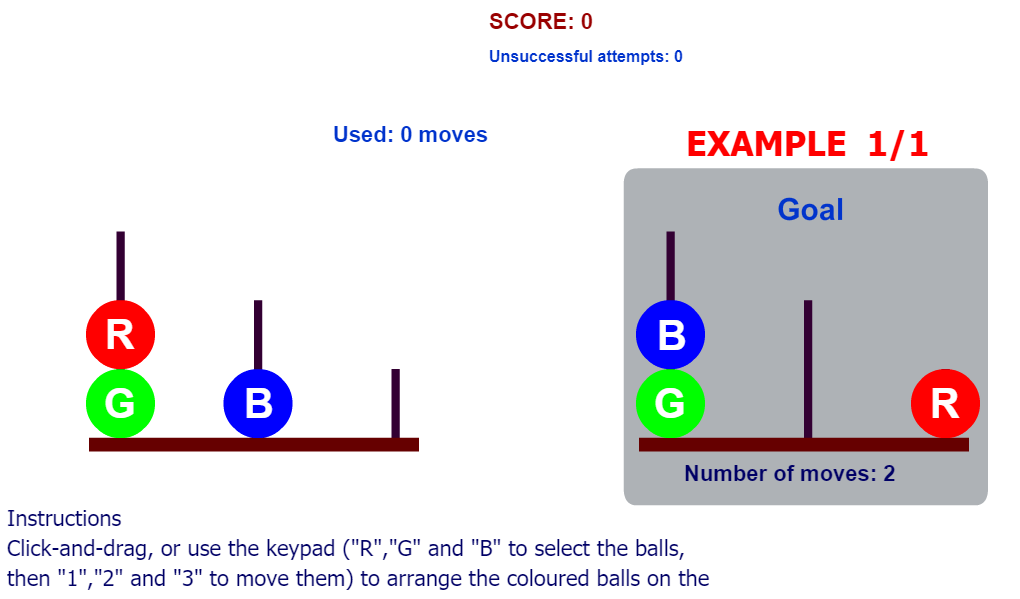 SCORE: 0
Unsuccessful attempts: 0
Used: 0 moves
EXAMPLE 1/1
Goal
R
G
B
B
G
R
Number of moves: 2
Instructions
Click-and-drag, or use the keypad ("R","G" and "B" to select the balls,
then "1","2" and "3" to move them) to arrange the coloured balls on the